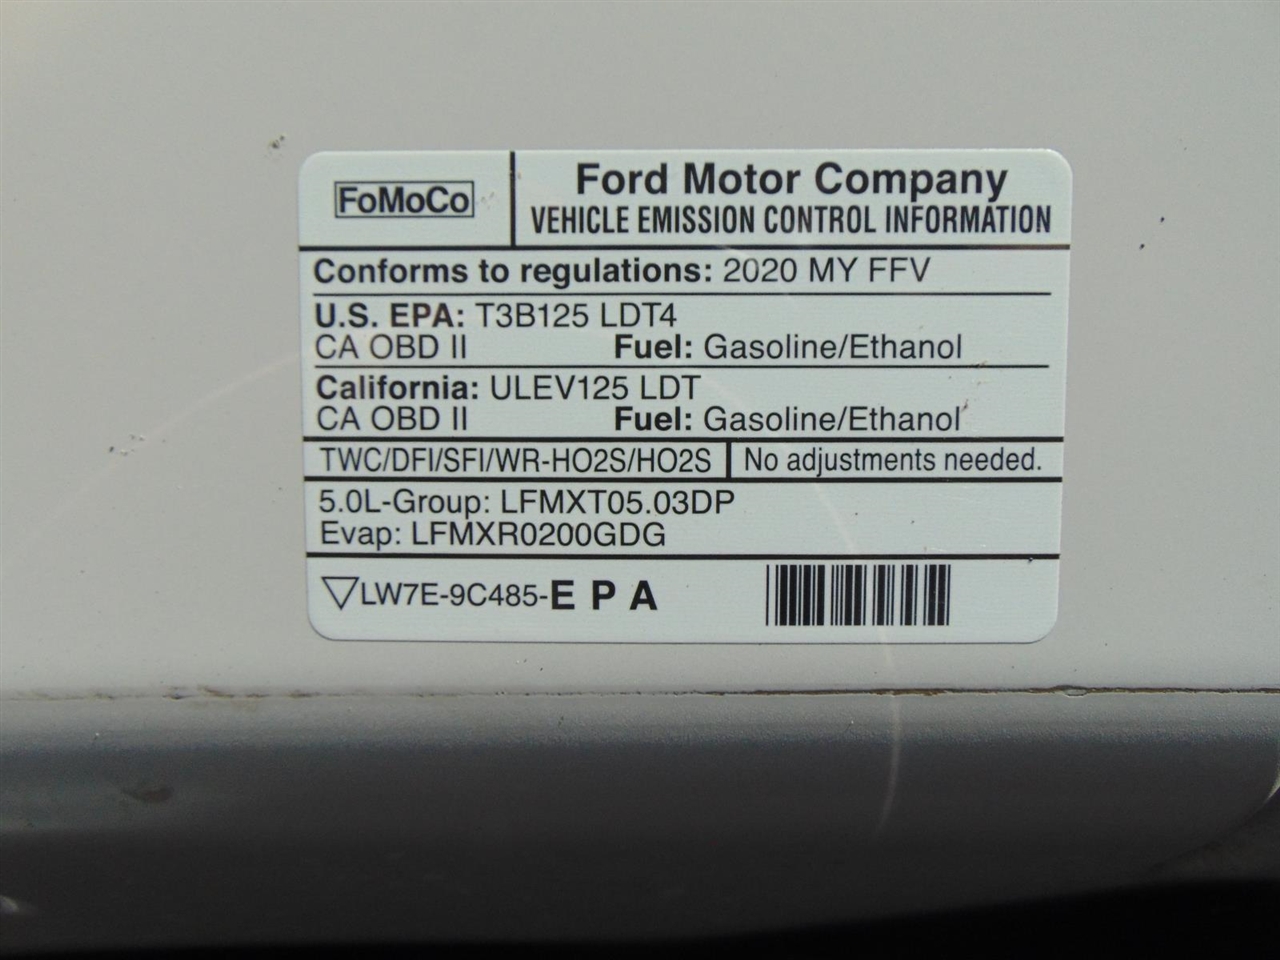 FoMoCo
Ford Motor Company
VEHICLE EMISSION CONTROL INFORMATION
Conforms to regulations: 2020 MY FFV
U.S. EPA: T3B125 LDT4
CA OBD II Fuel: Gasoline/Ethanol
California: ULEV125 LDT
CA OBD II Fuel: Gasoline/Ethanol
TWC/DFI/SFI/WR-HO2S/HO2S No adjustments needed.
5.0L-Group: LFMXT05.03DP
Evap: LFMXR0200GDG
LW7E-9C485-E P A